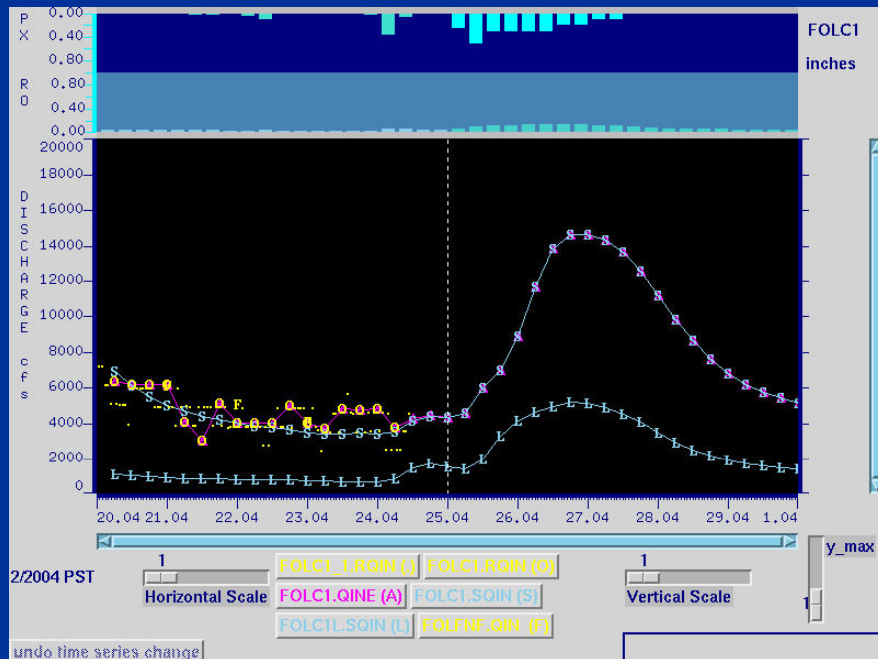 P
X
0.00
0.40
0.80
FOLC1
inches
R
O
0.80
0.40
0.00
D
I
S
C
H
A
R
G
E
c
f
s
20000
18000
16000
14000
12000
10000
8000
6000
4000
2000
0
20.04 21.04 22.04 23.04 24.04 25.04 26.04 27.04 28.04 29.04 1.04
2/2004 PST
1
Horizontal Scale
FOLC1_1.RQIN (.) FOLC1.RQIN (O)
FOLC1.QINE (A) FOLC1.SQIN (S)
FOLC1L.SQIN (L) FOLFNF.QIN (F)
1
Vertical Scale
y_max
1
undo time series change